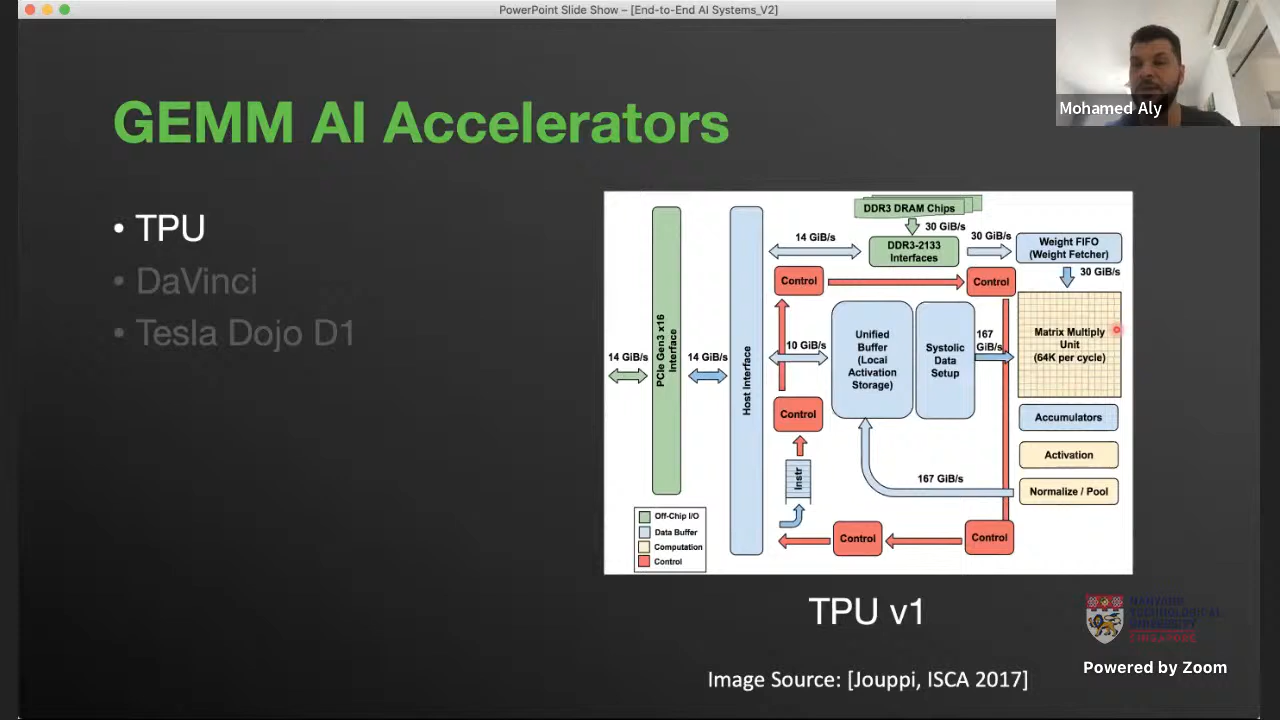 PowerPoint Slide Show – [End-to-End AI Systems_V2]
Mohamed Aly
GEMM AI Accelerators
• TPU
• DaVinci
• Tesla Dojo D1
DDR3 DRAM Chips
30 GiB/s
14 GiB/s
DDR3-2133
Interfaces
30 GiB/s
Weight FIFO
(Weight Fetcher)
30 GiB/s
Control
Control
14 GiB/s
PCIe Gen3 x16
Interface
14 GiB/s
Host Interface
10 GiB/s
Unified
Buffer
(Local
Activation
Storage)
Systolic
Data
Setup
167
GiB/s
Matrix Multiply
Unit
(64K per cycle)
Control
Accumulators
Activation
Instr
167 GiB/s
Normalize / Pool
Control
Control
Off-Chip I/O
Data Buffer
Computation
Control
TPU v1
NANYANG
TECHNOLOGICAL
UNIVERSITY
SINGAPORE
Powered by Zoom
Image Source: [Jouppi, ISCA 2017]